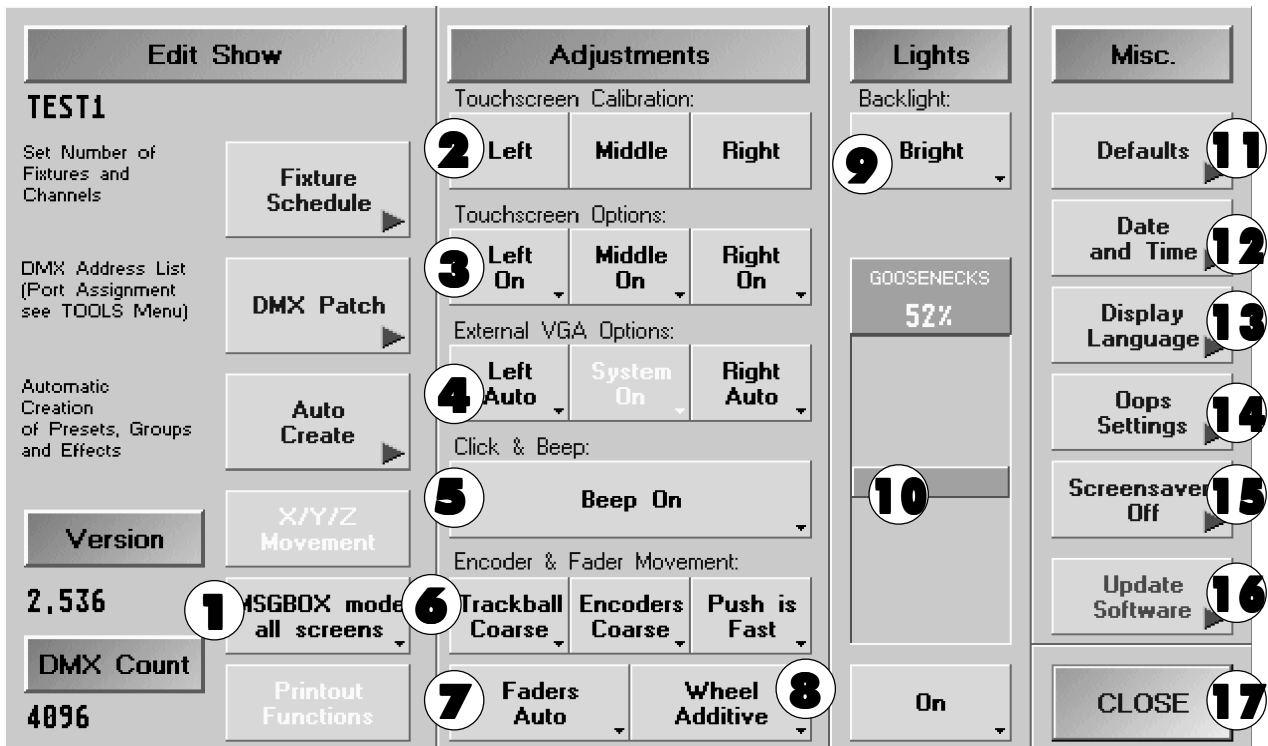 Edit Show
TEST1
Set Number of
Fixtures and
Channels
Fixture
Schedule
DMX Address List
(Port Assignment
see TOOLS Menu)
DMX Patch
Automatic
Creation
of Presets, Groups
and Effects
Auto
Create
X/Y/Z
Movement
Version
2,536
1
MSGBOX mode
all screens
DMX Count
4096
Printout
Functions
Adjustments
Touchscreen Calibration:
2
Left
Middle
Right
Touchscreen Options:
3
Left
On
Middle
On
Right
On
External VGA Options:
4
Left
Auto
System
On
Right
Auto
Click & Beep:
5
Beep On
Encoder & Fader Movement:
6
Trackball
Coarse
Encoders
Coarse
Push is
Fast
7
Faders
Auto
Wheel
Additive
8
Lights
Backlight:
9
Bright
GOOSENECKS
52%
10
On
Misc.
Defaults
11
Date
and Time
12
Display
Language
13
Oops
Settings
14
Screensaver
Off
15
Update
Software
16
CLOSE
17